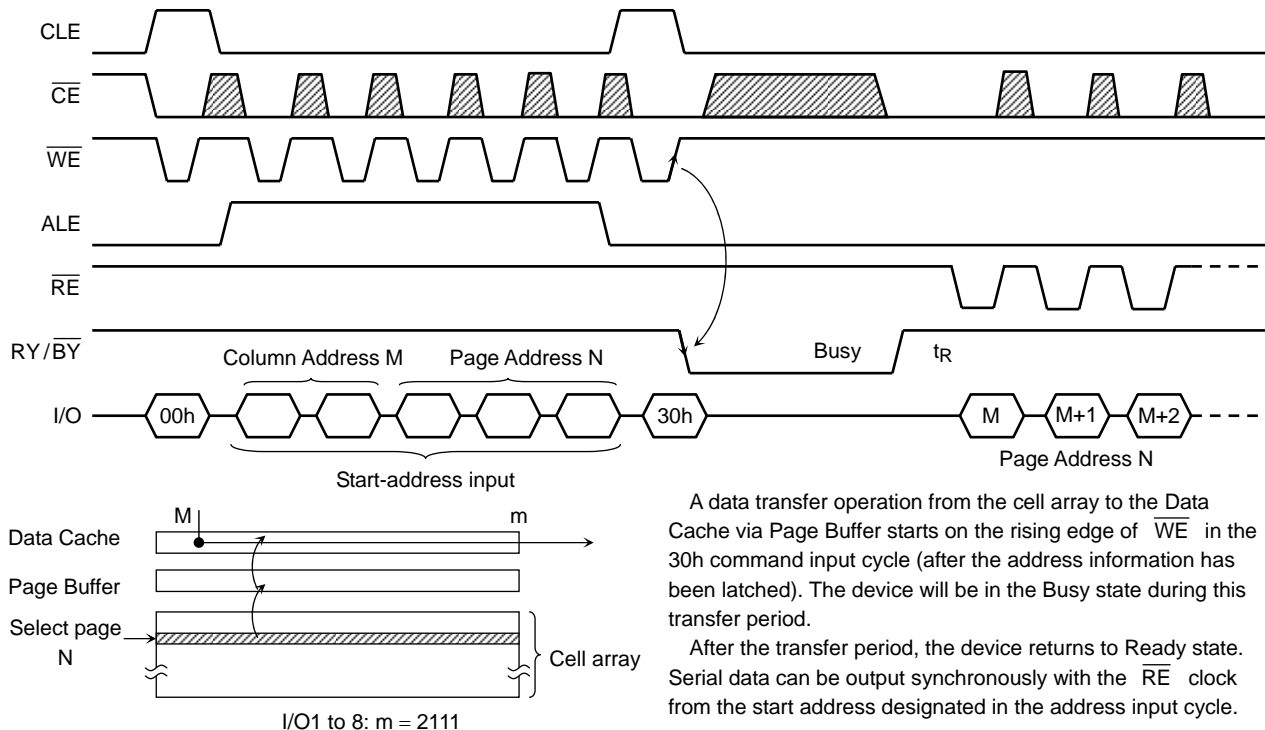 CLE
CE
WE
ALE
RE
RY/BY
Busy
tR
Column Address M
Page Address N
I/O
00h
30h
M
M+1
M+2
Start-address input
Page Address N
M
m
Data Cache
Page Buffer
Select page
N
Cell array
I/O1 to 8: m = 2111
A data transfer operation from the cell array to the Data
Cache via Page Buffer starts on the rising edge of WE in the
30h command input cycle (after the address information has
been latched). The device will be in the Busy state during this
transfer period.
After the transfer period, the device returns to Ready state.
Serial data can be output synchronously with the RE clock
from the start address designated in the address input cycle.